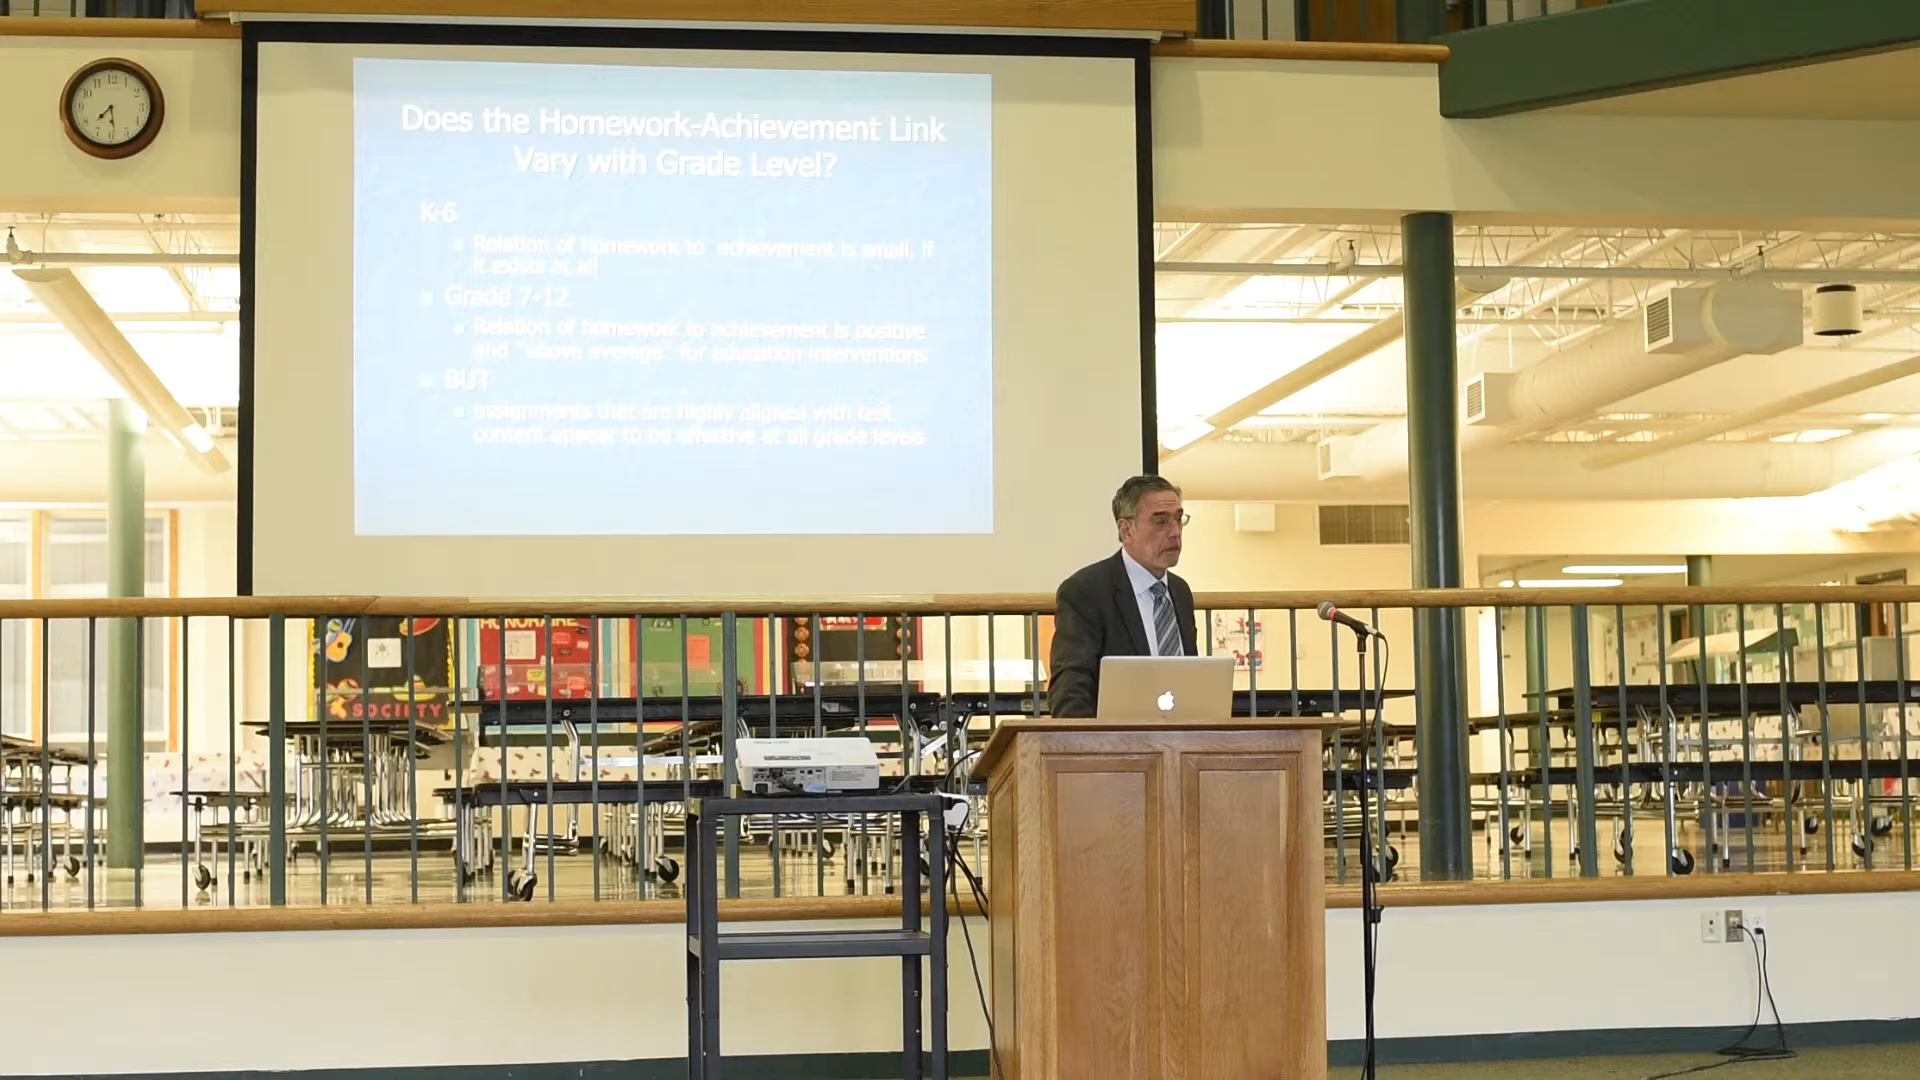 Does the Homework-Achievement Link
Vary with Grade Level?
K-6
Relation of homework to achievement is small, if
it exists at all
Grade 7-12
Relation of homework to achievement is positive
and "above average" for education interventions
BUT
assignments that are highly aligned with test
content appear to be effective at all grade levels
HONORAIRE
SOCIETY